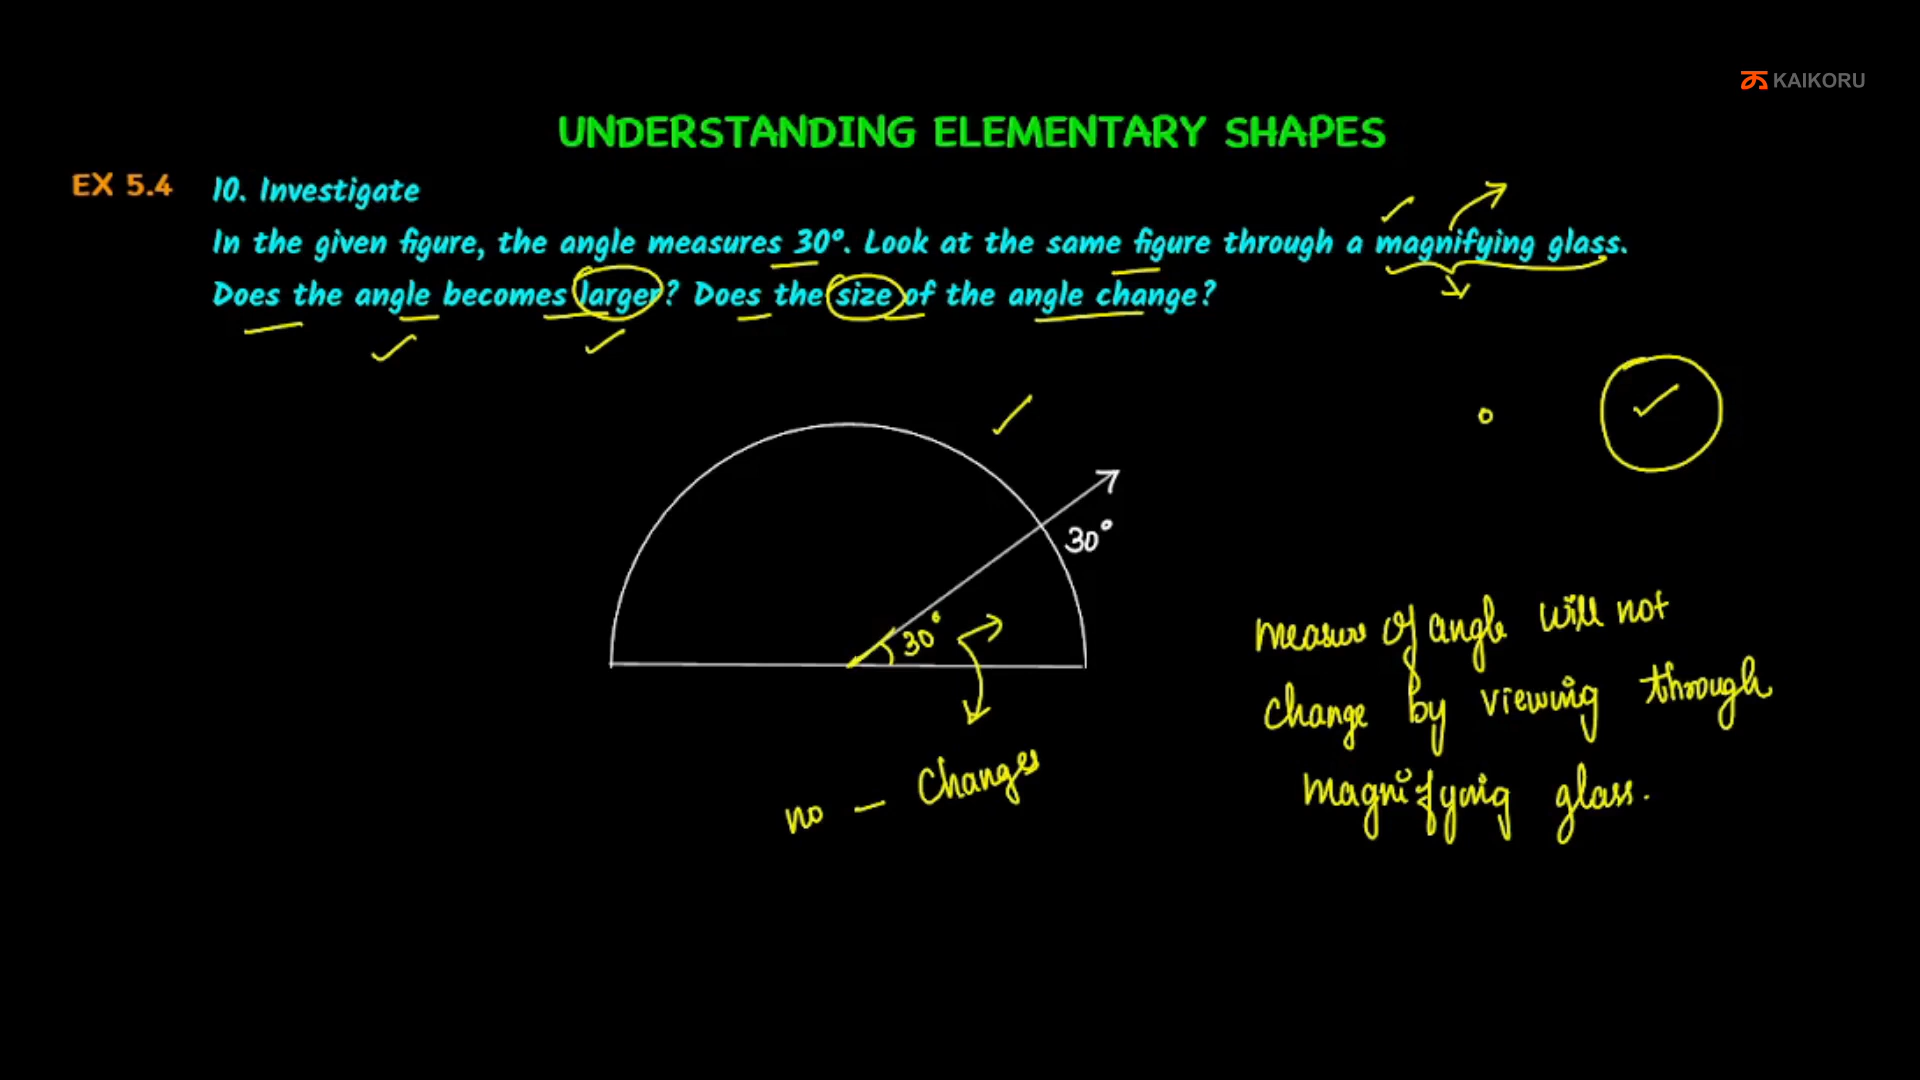 KAIKORU
UNDERSTANDING ELEMENTARY SHAPES
EX 5.4 10. Investigate
In the given figure, the angle measures 30°. Look at the same figure through a magnifying glass.
Does the angle becomes larger? Does the size of the angle change?
30°
30°
measure of angle will not
change by viewing through
magnifying glass.
no - Changes